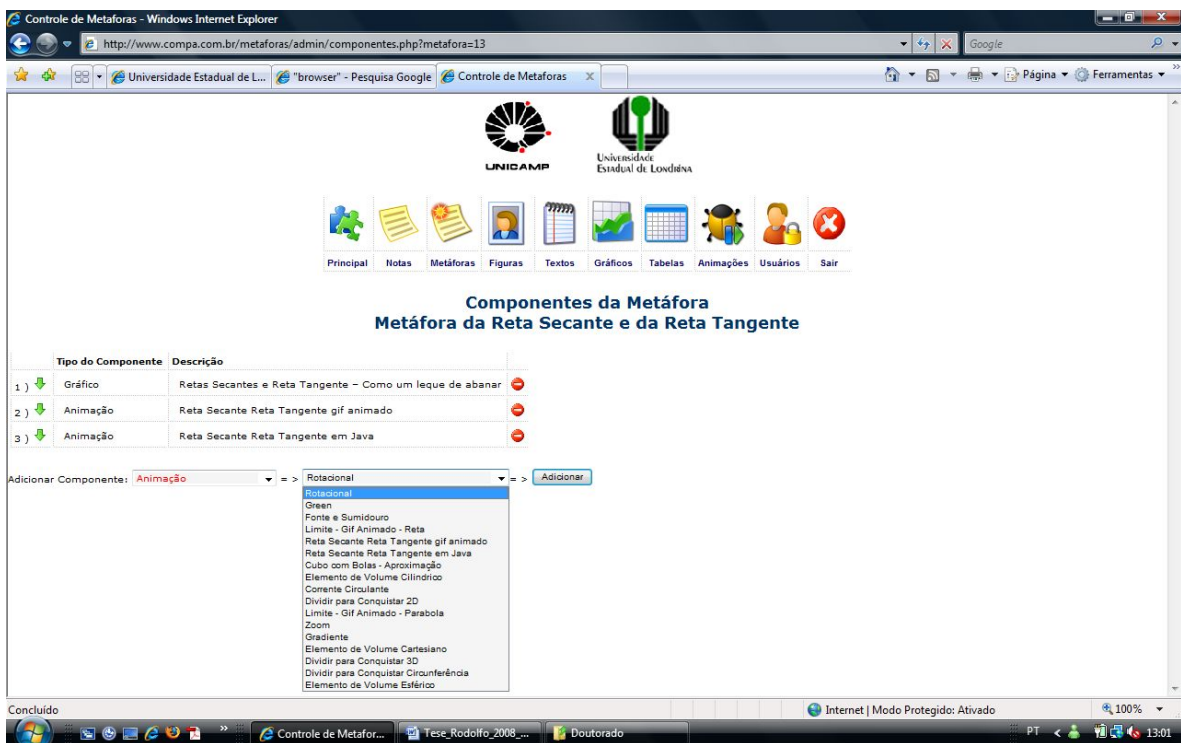 Controle de Metaforas - Windows Internet Explorer
http://www.compa.com.br/metaforas/admin/componentes.php?metafora=13
Google
Universidade Estadual de L...
"browser" - Pesquisa Google
Controle de Metaforas
Página
Ferramentas
UNICAMP
Universidade
Estadual de Londrina
Principal Notas Metáforas Figuras Textos Gráficos Tabelas Animações Usuários Sair
Componentes da Metáfora
Metáfora da Reta Secante e da Reta Tangente
Tipo do Componente Descrição
1 ) Gráfico Retas Secantes e Reta Tangente – Como um leque de abanar
2 ) Animação Reta Secante Reta Tangente gif animado
3 ) Animação Reta Secante Reta Tangente em Java
Adicionar Componente: Animação = > Rotacional = > Adicionar
Rotacional
Green
Fonte e Sumidouro
Limite - Gif Animado - Reta
Reta Secante Reta Tangente gif animado
Reta Secante Reta Tangente em Java
Cubo com Bolas - Aproximação
Elemento de Volume Cilíndrico
Corrente Circulante
Dividir para Conquistar 2D
Limite - Gif Animado - Parabola
Zoom
Gradiente
Elemento de Volume Cartesiano
Dividir para Conquistar 3D
Dividir para Conquistar Circunferência
Elemento de Volume Esférico
Concluído
Internet | Modo Protegido: Ativado
100%
Controle de Metafor...
Tese_Rodolfo_2008_...
Doutorado
PT
13:01